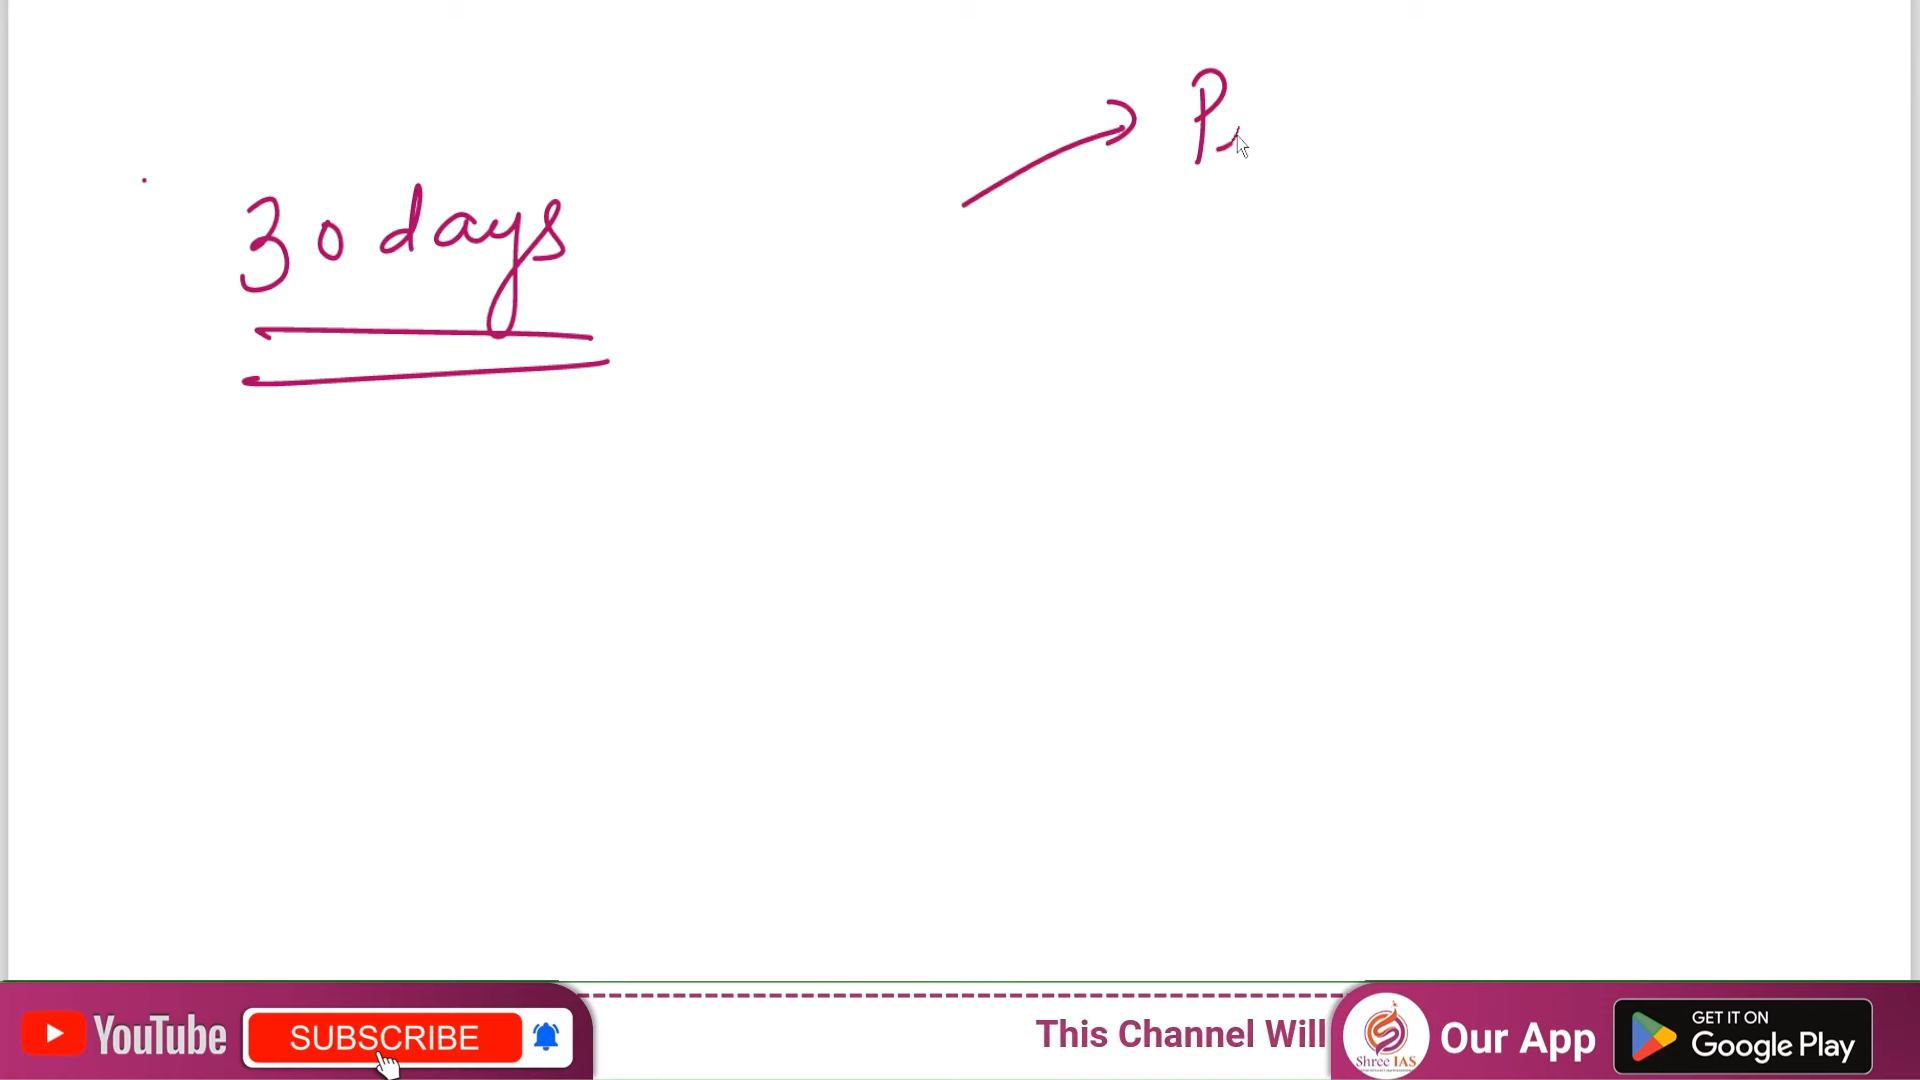 30 days
P
YouTube
SUBSCRIBE
This Channel Will
Shree IAS
Our App
GET IT ON
Google Play